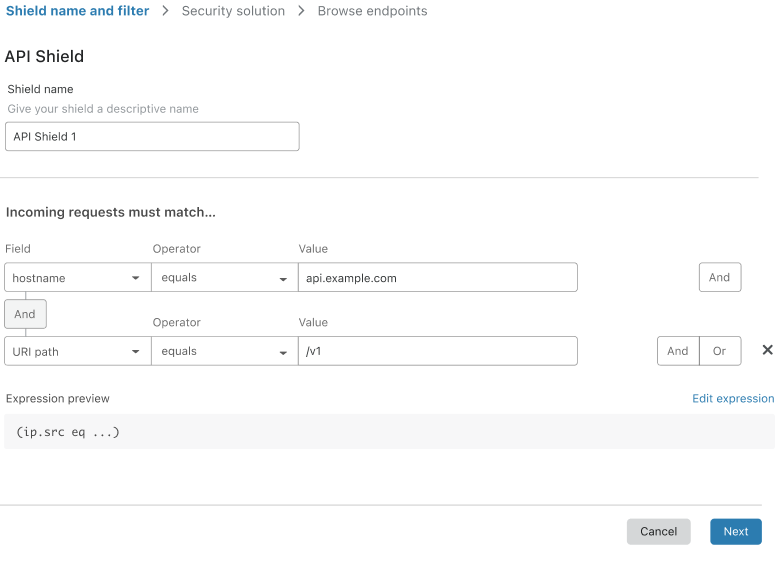 Shield name and filter > Security solution > Browse endpoints
API Shield
Shield name
Give your shield a descriptive name
API Shield 1
Incoming requests must match...
Field Operator Value
hostname equals api.example.com And
And
Operator Value
URI path equals /v1 And Or ✕
Expression preview Edit expression
(ip.src eq ...)
Cancel Next